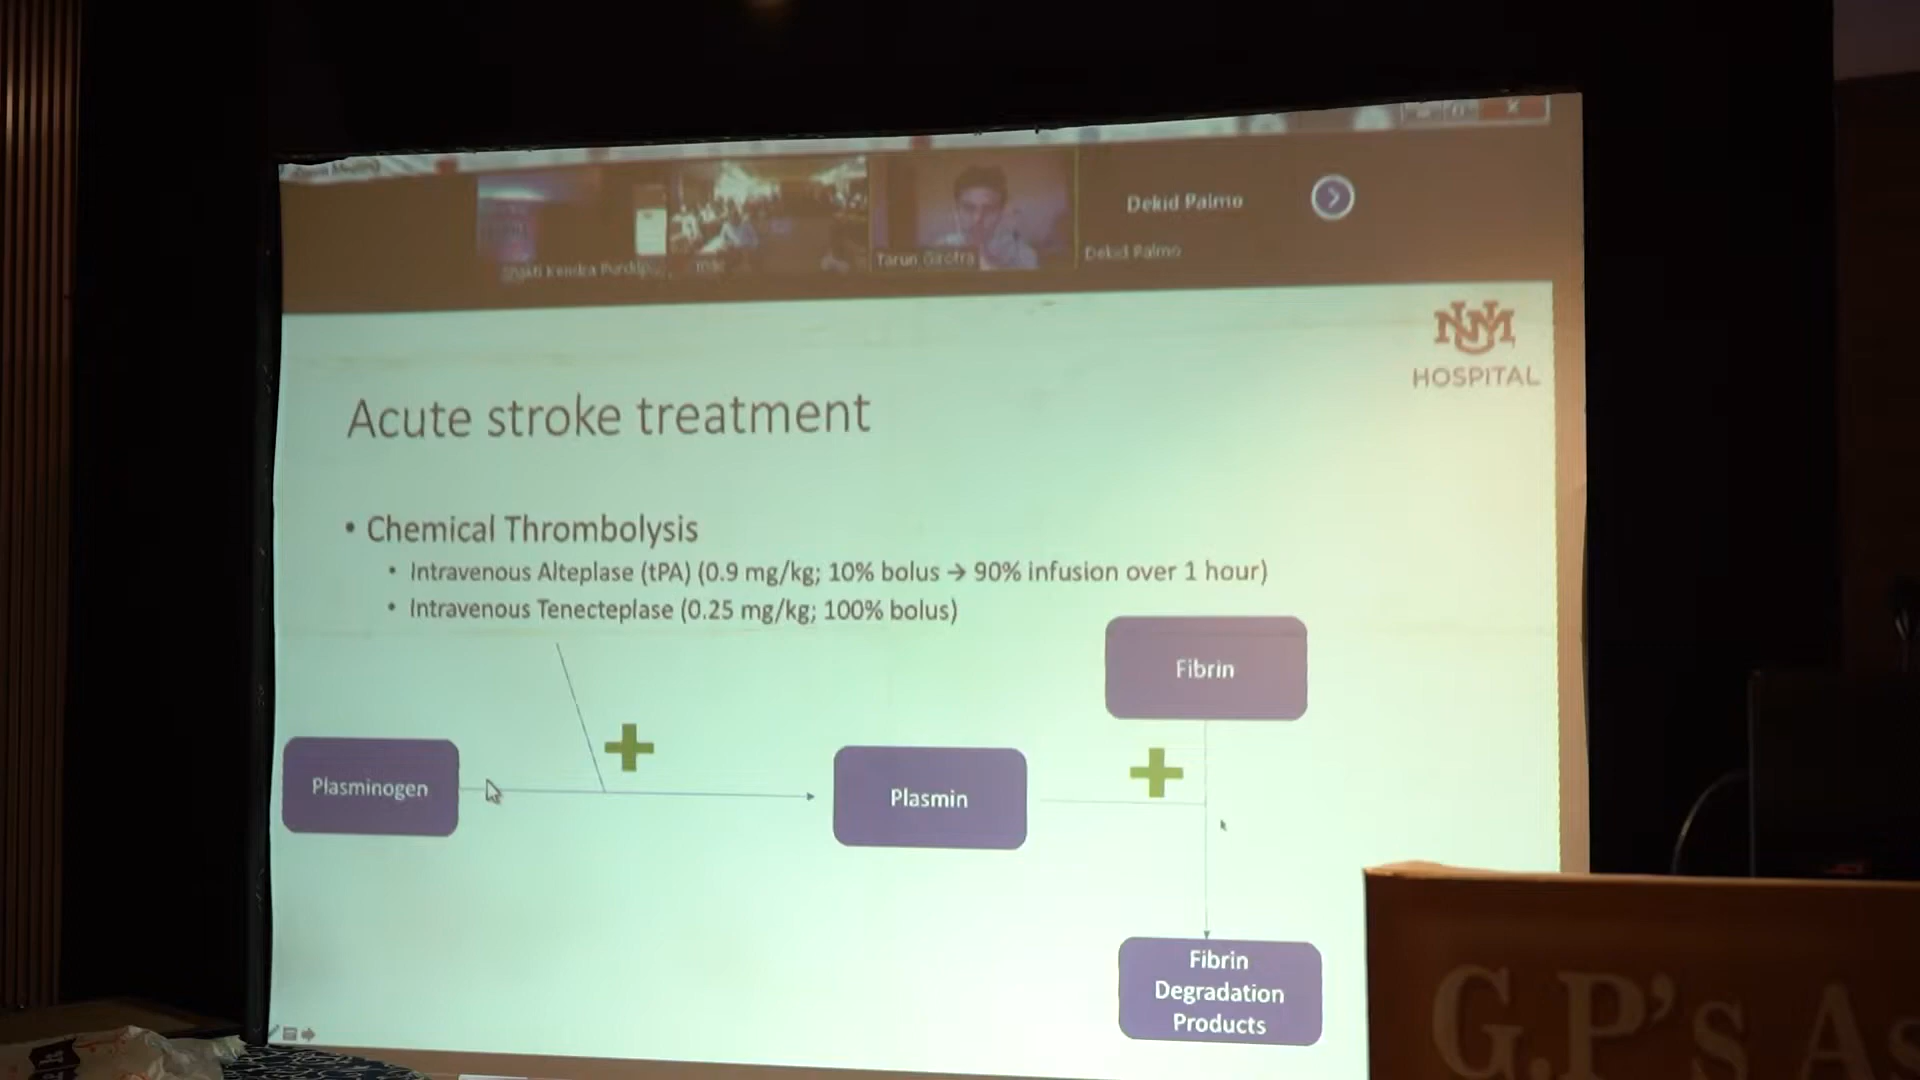 Dekid Palmo
Tarun Girotra
Dekid Palmo
UNM
HOSPITAL
Acute stroke treatment
• Chemical Thrombolysis
• Intravenous Alteplase (tPA) (0.9 mg/kg; 10% bolus → 90% infusion over 1 hour)
• Intravenous Tenecteplase (0.25 mg/kg; 100% bolus)
Fibrin
Plasminogen
Plasmin
Fibrin
Degradation
Products
G.P's As